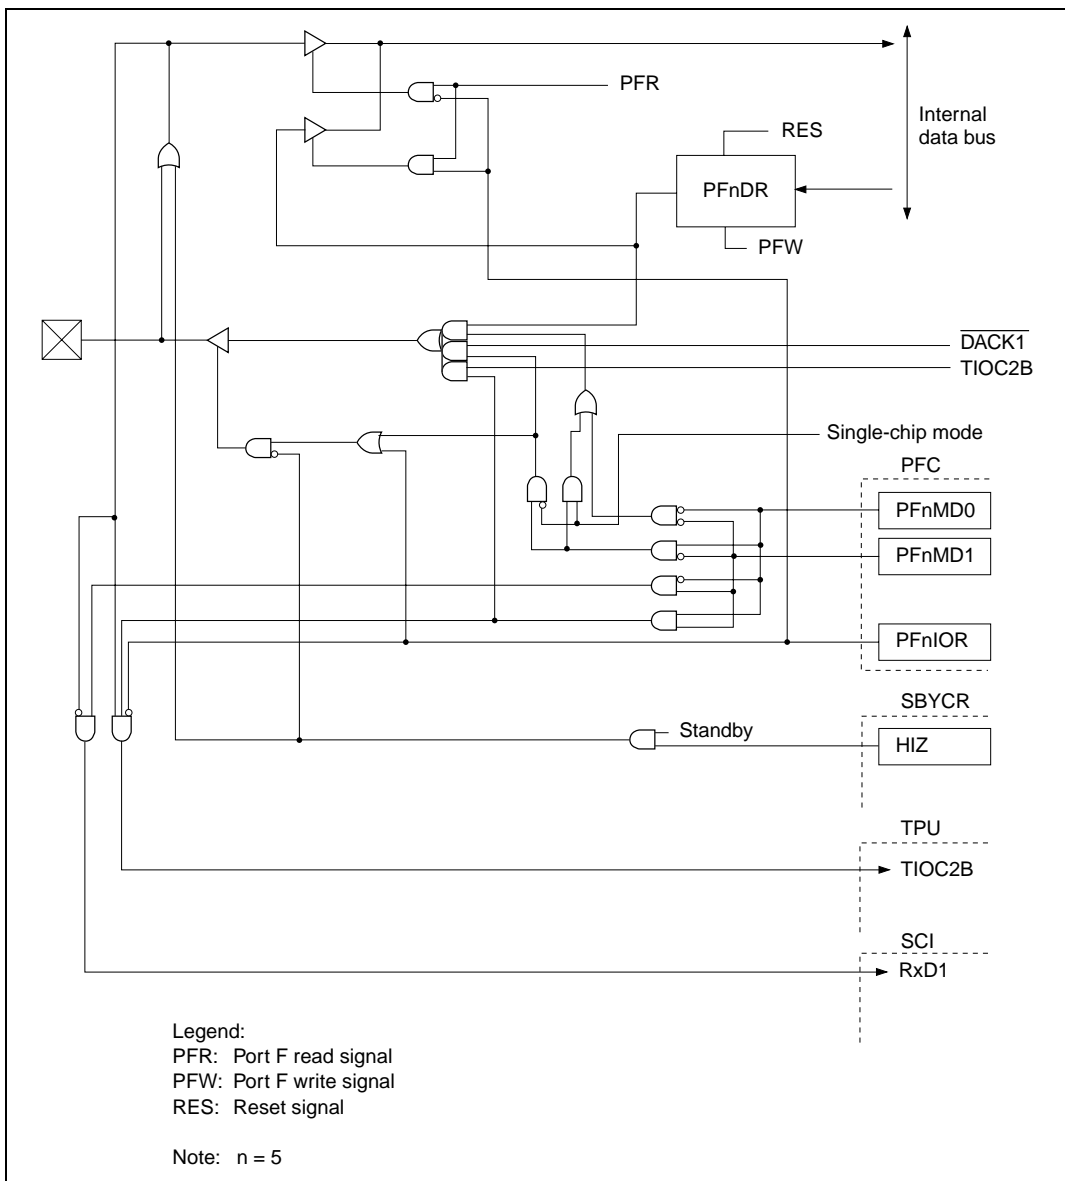 PFR
RES
Internal
data bus
PFnDR
PFW
DACK1
TIOC2B
Single-chip mode
PFC
PFnMD0
PFnMD1
PFnIOR
SBYCR
Standby
HIZ
TPU
TIOC2B
SCI
RxD1
Legend:
PFR: Port F read signal
PFW: Port F write signal
RES: Reset signal
Note: n = 5